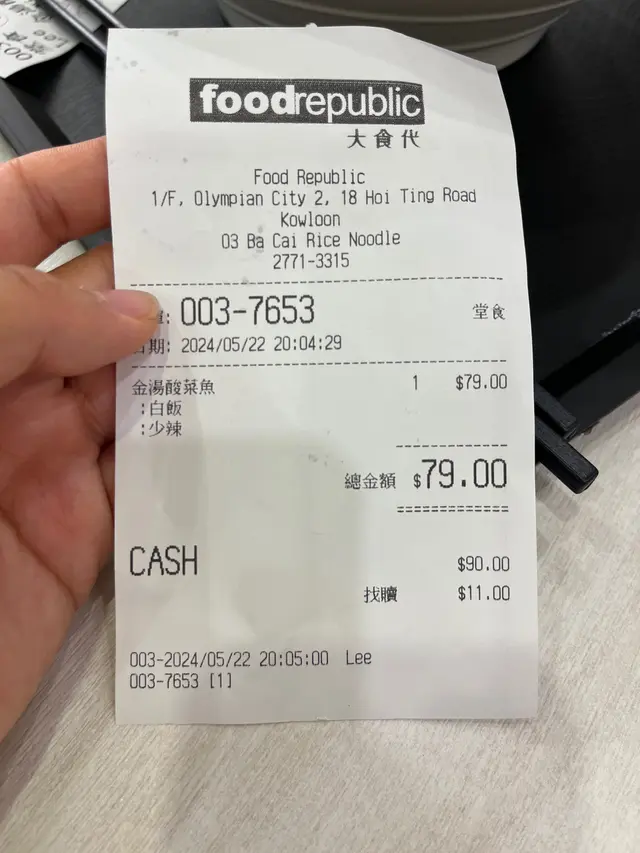 foodrepublic
大食代
Food Republic
1/F, Olympian City 2, 18 Hoi Ting Road
Kowloon
03 Ba Cai Rice Noodle
2771-3315
: 003-7653 堂食
日期: 2024/05/22 20:04:29
金湯酸菜魚 1 $79.00
:白飯
:少辣
總金額 $79.00
CASH $90.00
找贖 $11.00
003-2024/05/22 20:05:00 Lee
003-7653 [1]